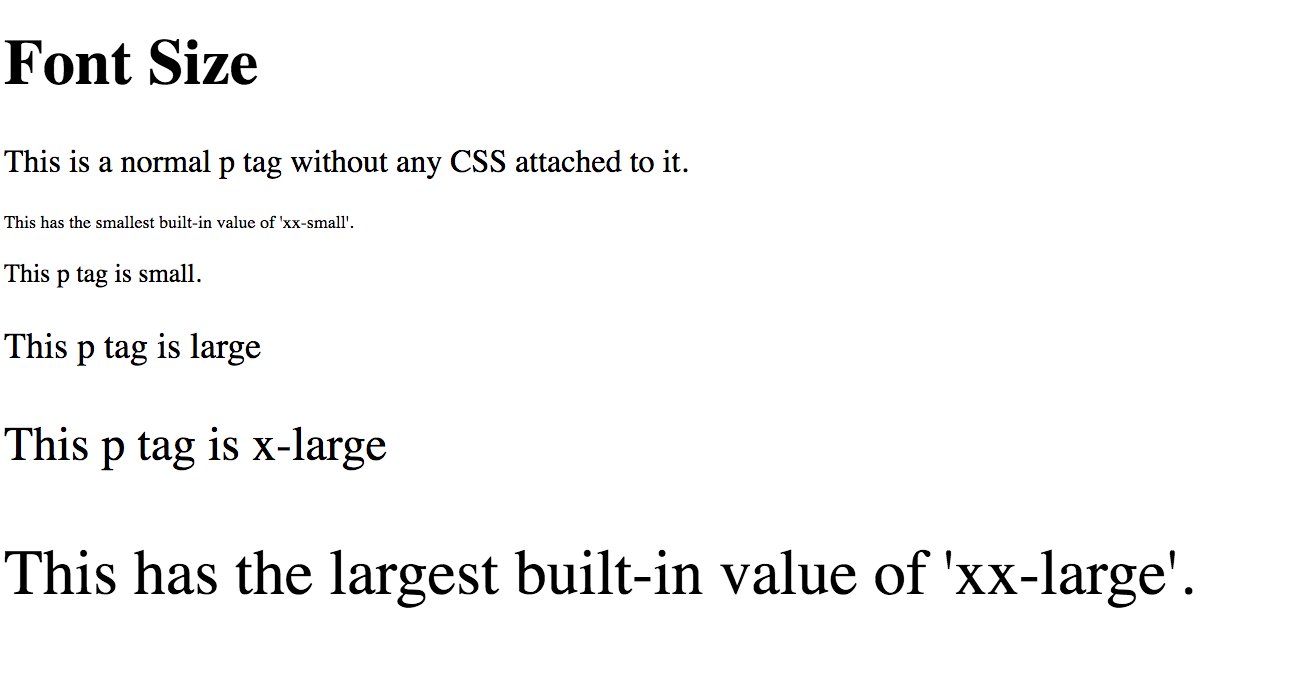 Font Size
This is a normal p tag without any CSS attached to it.
This has the smallest built-in value of 'xx-small'.
This p tag is small.
This p tag is large
This p tag is x-large
This has the largest built-in value of 'xx-large'.